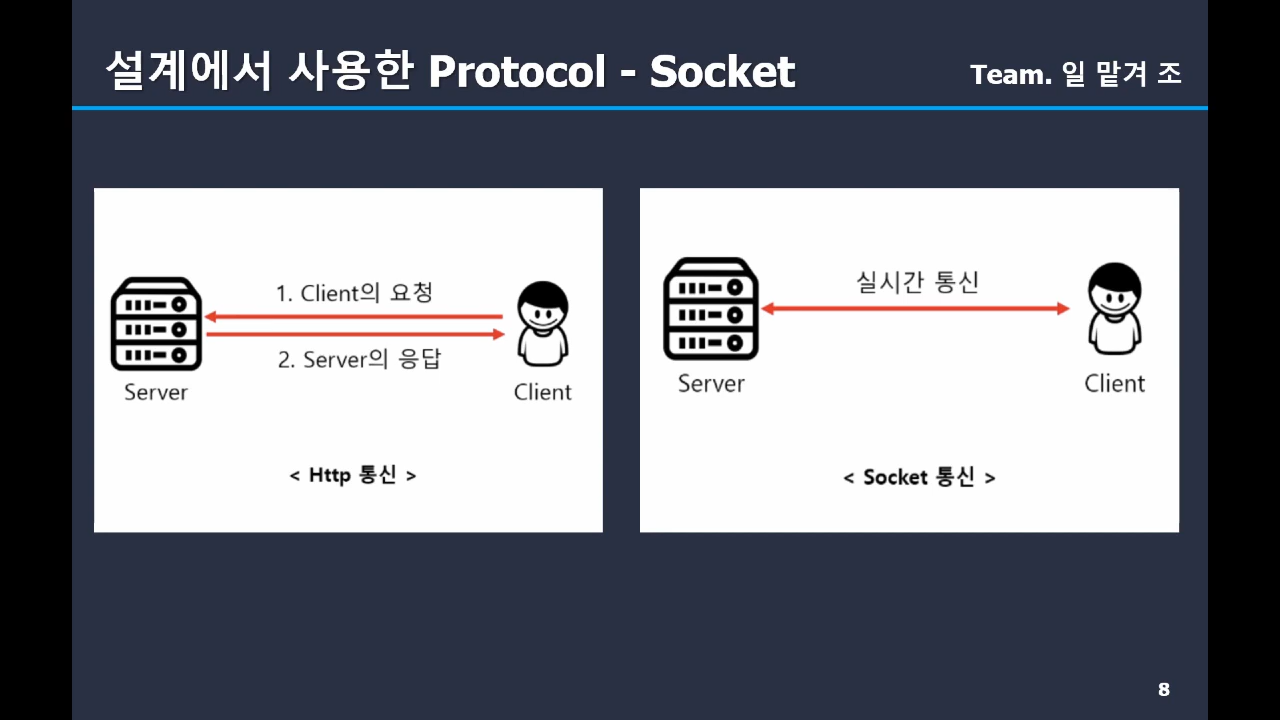 설계에서 사용한 Protocol - Socket
Team. 일 맡겨 조
1. Client의 요청
2. Server의 응답
Server
Client
< Http 통신 >
실시간 통신
Server
Client
< Socket 통신 >
8